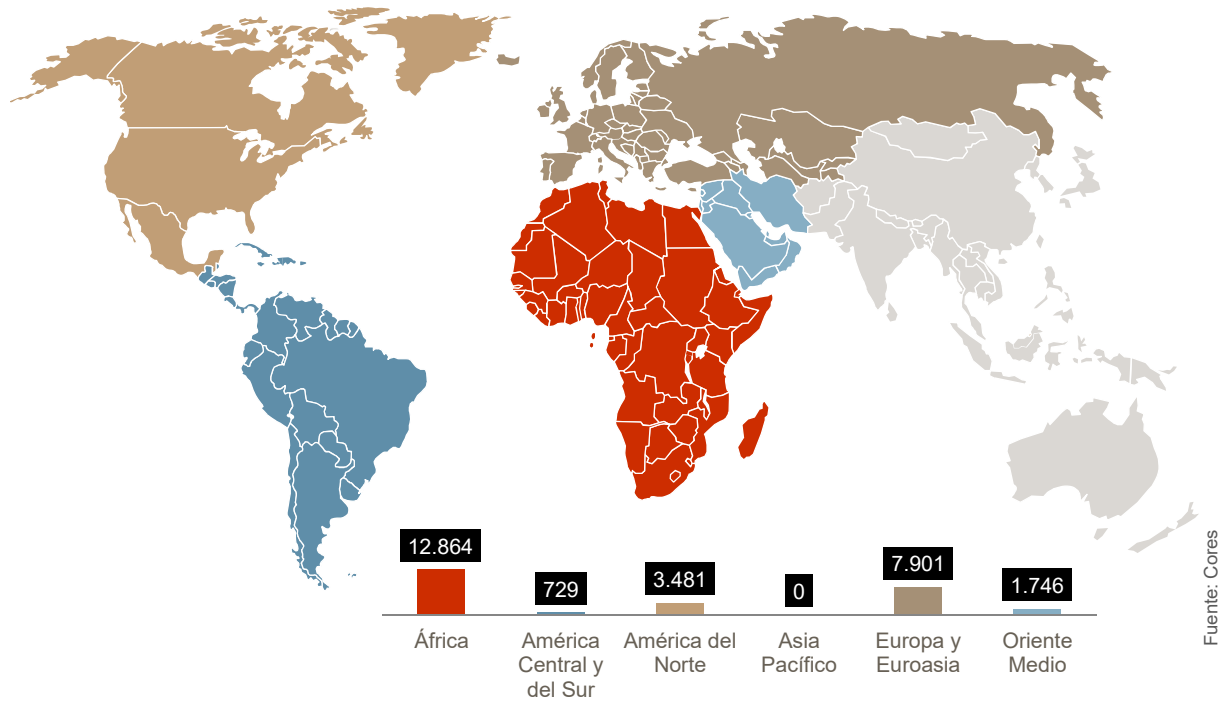 12.864
729
3.481
0
7.901
1.746
África
América
Central y
del Sur
América del
Norte
Asia
Pacífico
Europa y
Euroasia
Oriente
Medio
Fuente: Cores